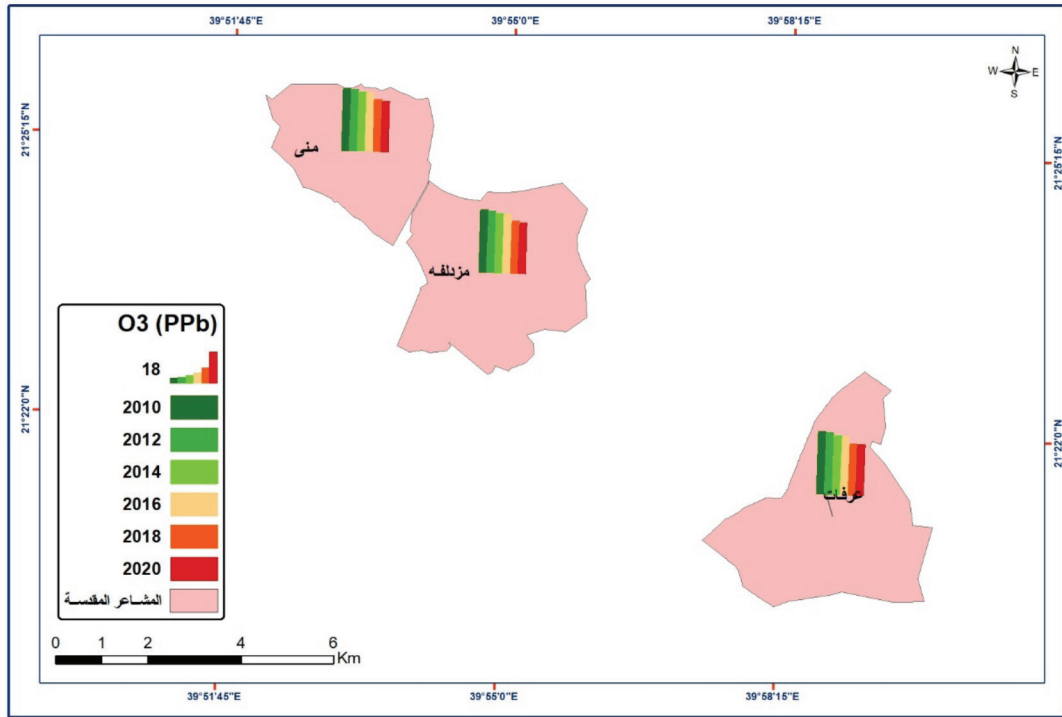 39°51'45"E
39°55'0"E
39°58'15"E
N
W E
S
21°25'15"N
21°25'15"N
منى
مزدلفه
O3 (PPb)
18
2010
2012
2014
2016
2018
2020
المشاعر المقدسة
21°22'0"N
21°22'0"N
عرفات
0 1 2 4 6
Km
39°51'45"E
39°55'0"E
39°58'15"E